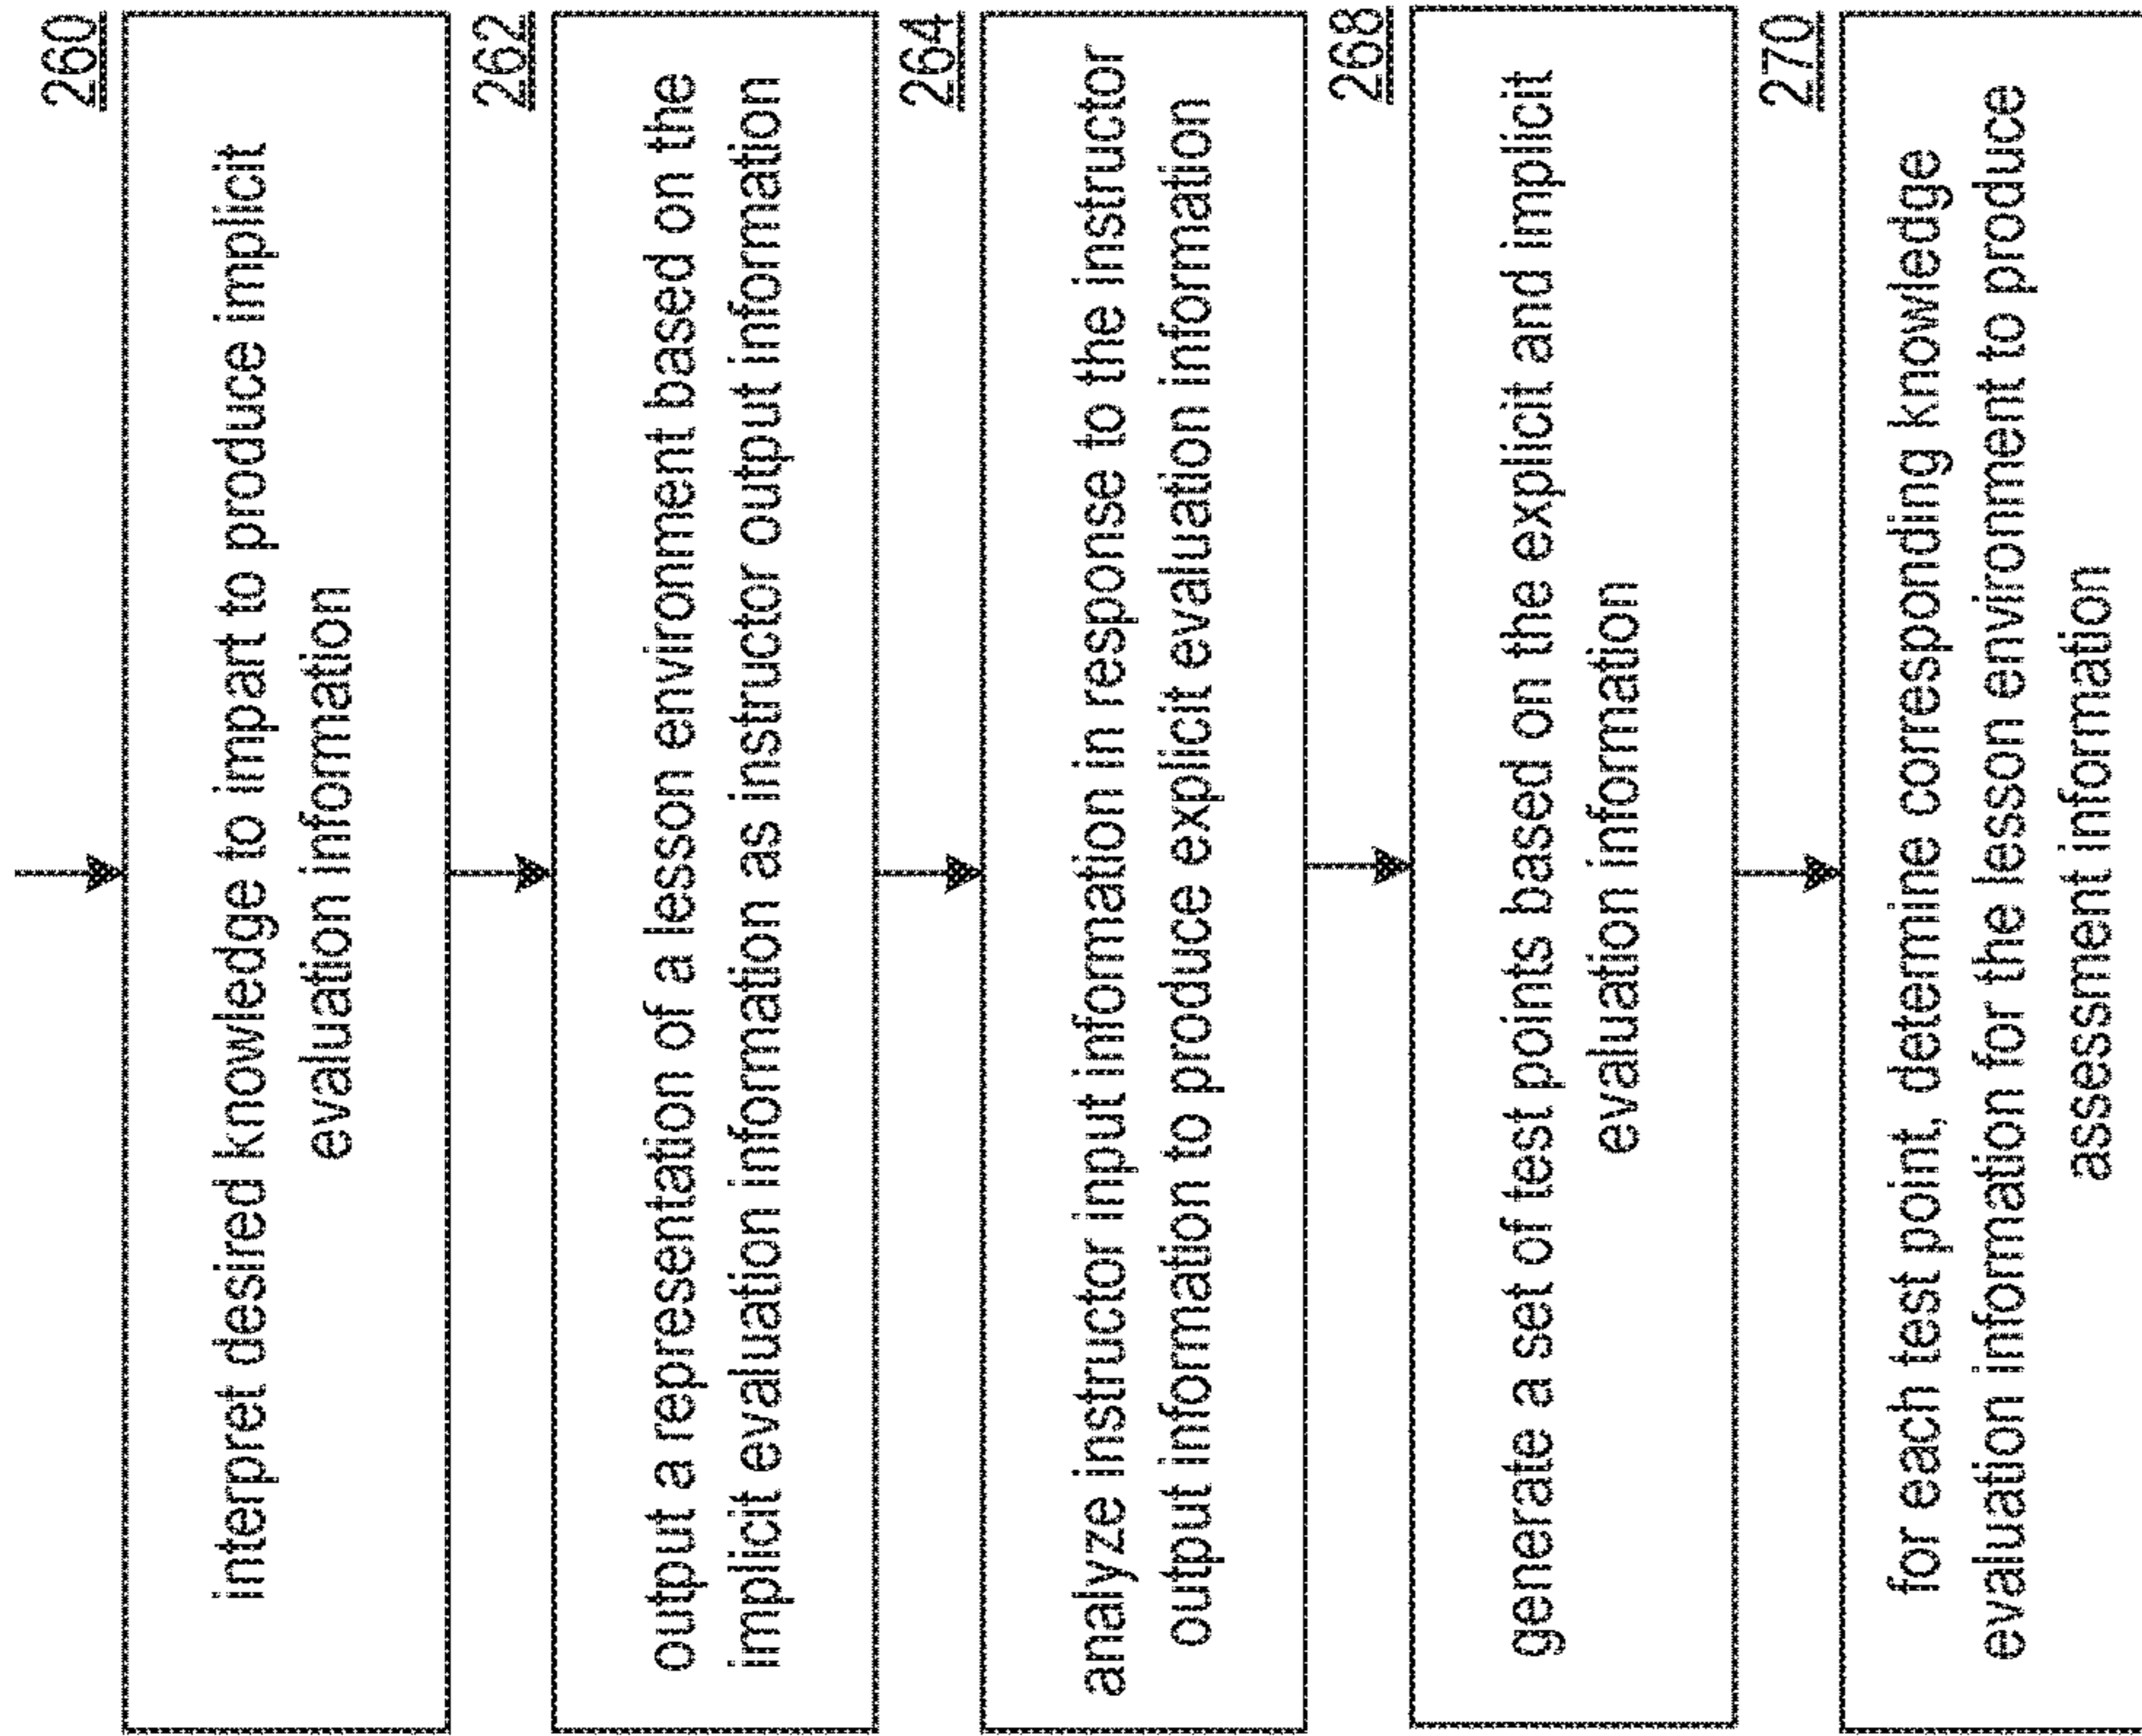 260
interpret desired knowledge to impart to produce implicit
evaluation information
262
output a representation of a lesson environment based on the
implicit evaluation information as instructor output information
264
analyze instructor input information in response to the instructor
output information to produce explicit evaluation information
268
generate a set of test points based on the explicit and implicit
evaluation information
270
for each test point, determine corresponding knowledge
evaluation information for the lesson environment to produce
assessment information